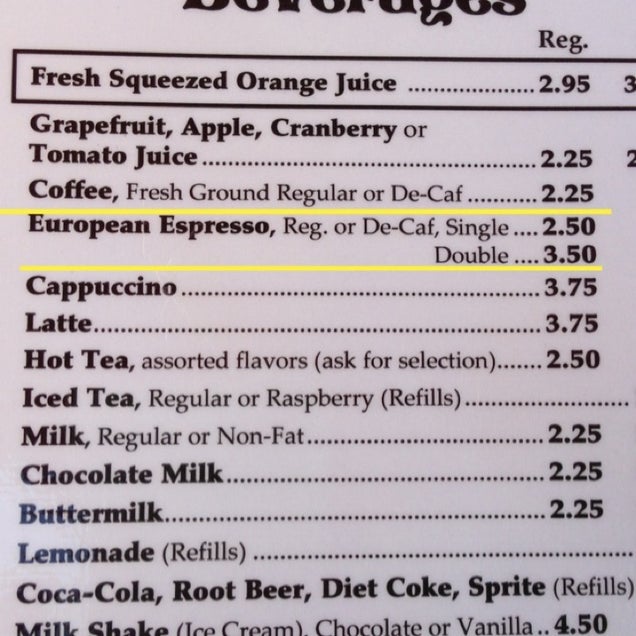 Beverages
Reg.
Fresh Squeezed Orange Juice ..................... 2.95 3
Grapefruit, Apple, Cranberry or
Tomato Juice ....................................................... 2.25 2
Coffee, Fresh Ground Regular or De-Caf ........... 2.25
European Espresso, Reg. or De-Caf, Single .... 2.50
Double .... 3.50
Cappuccino .......................................................... 3.75
Latte........................................................................ 3.75
Hot Tea, assorted flavors (ask for selection)....... 2.50
Iced Tea, Regular or Raspberry (Refills) ..........................
Milk, Regular or Non-Fat ...................................... 2.25
Chocolate Milk .................................................... 2.25
Buttermilk............................................................. 2.25
Lemonade (Refills) ...........................................................
Coca-Cola, Root Beer, Diet Coke, Sprite (Refills)
Milk Shake (Ice Cream), Chocolate or Vanilla .. 4.50